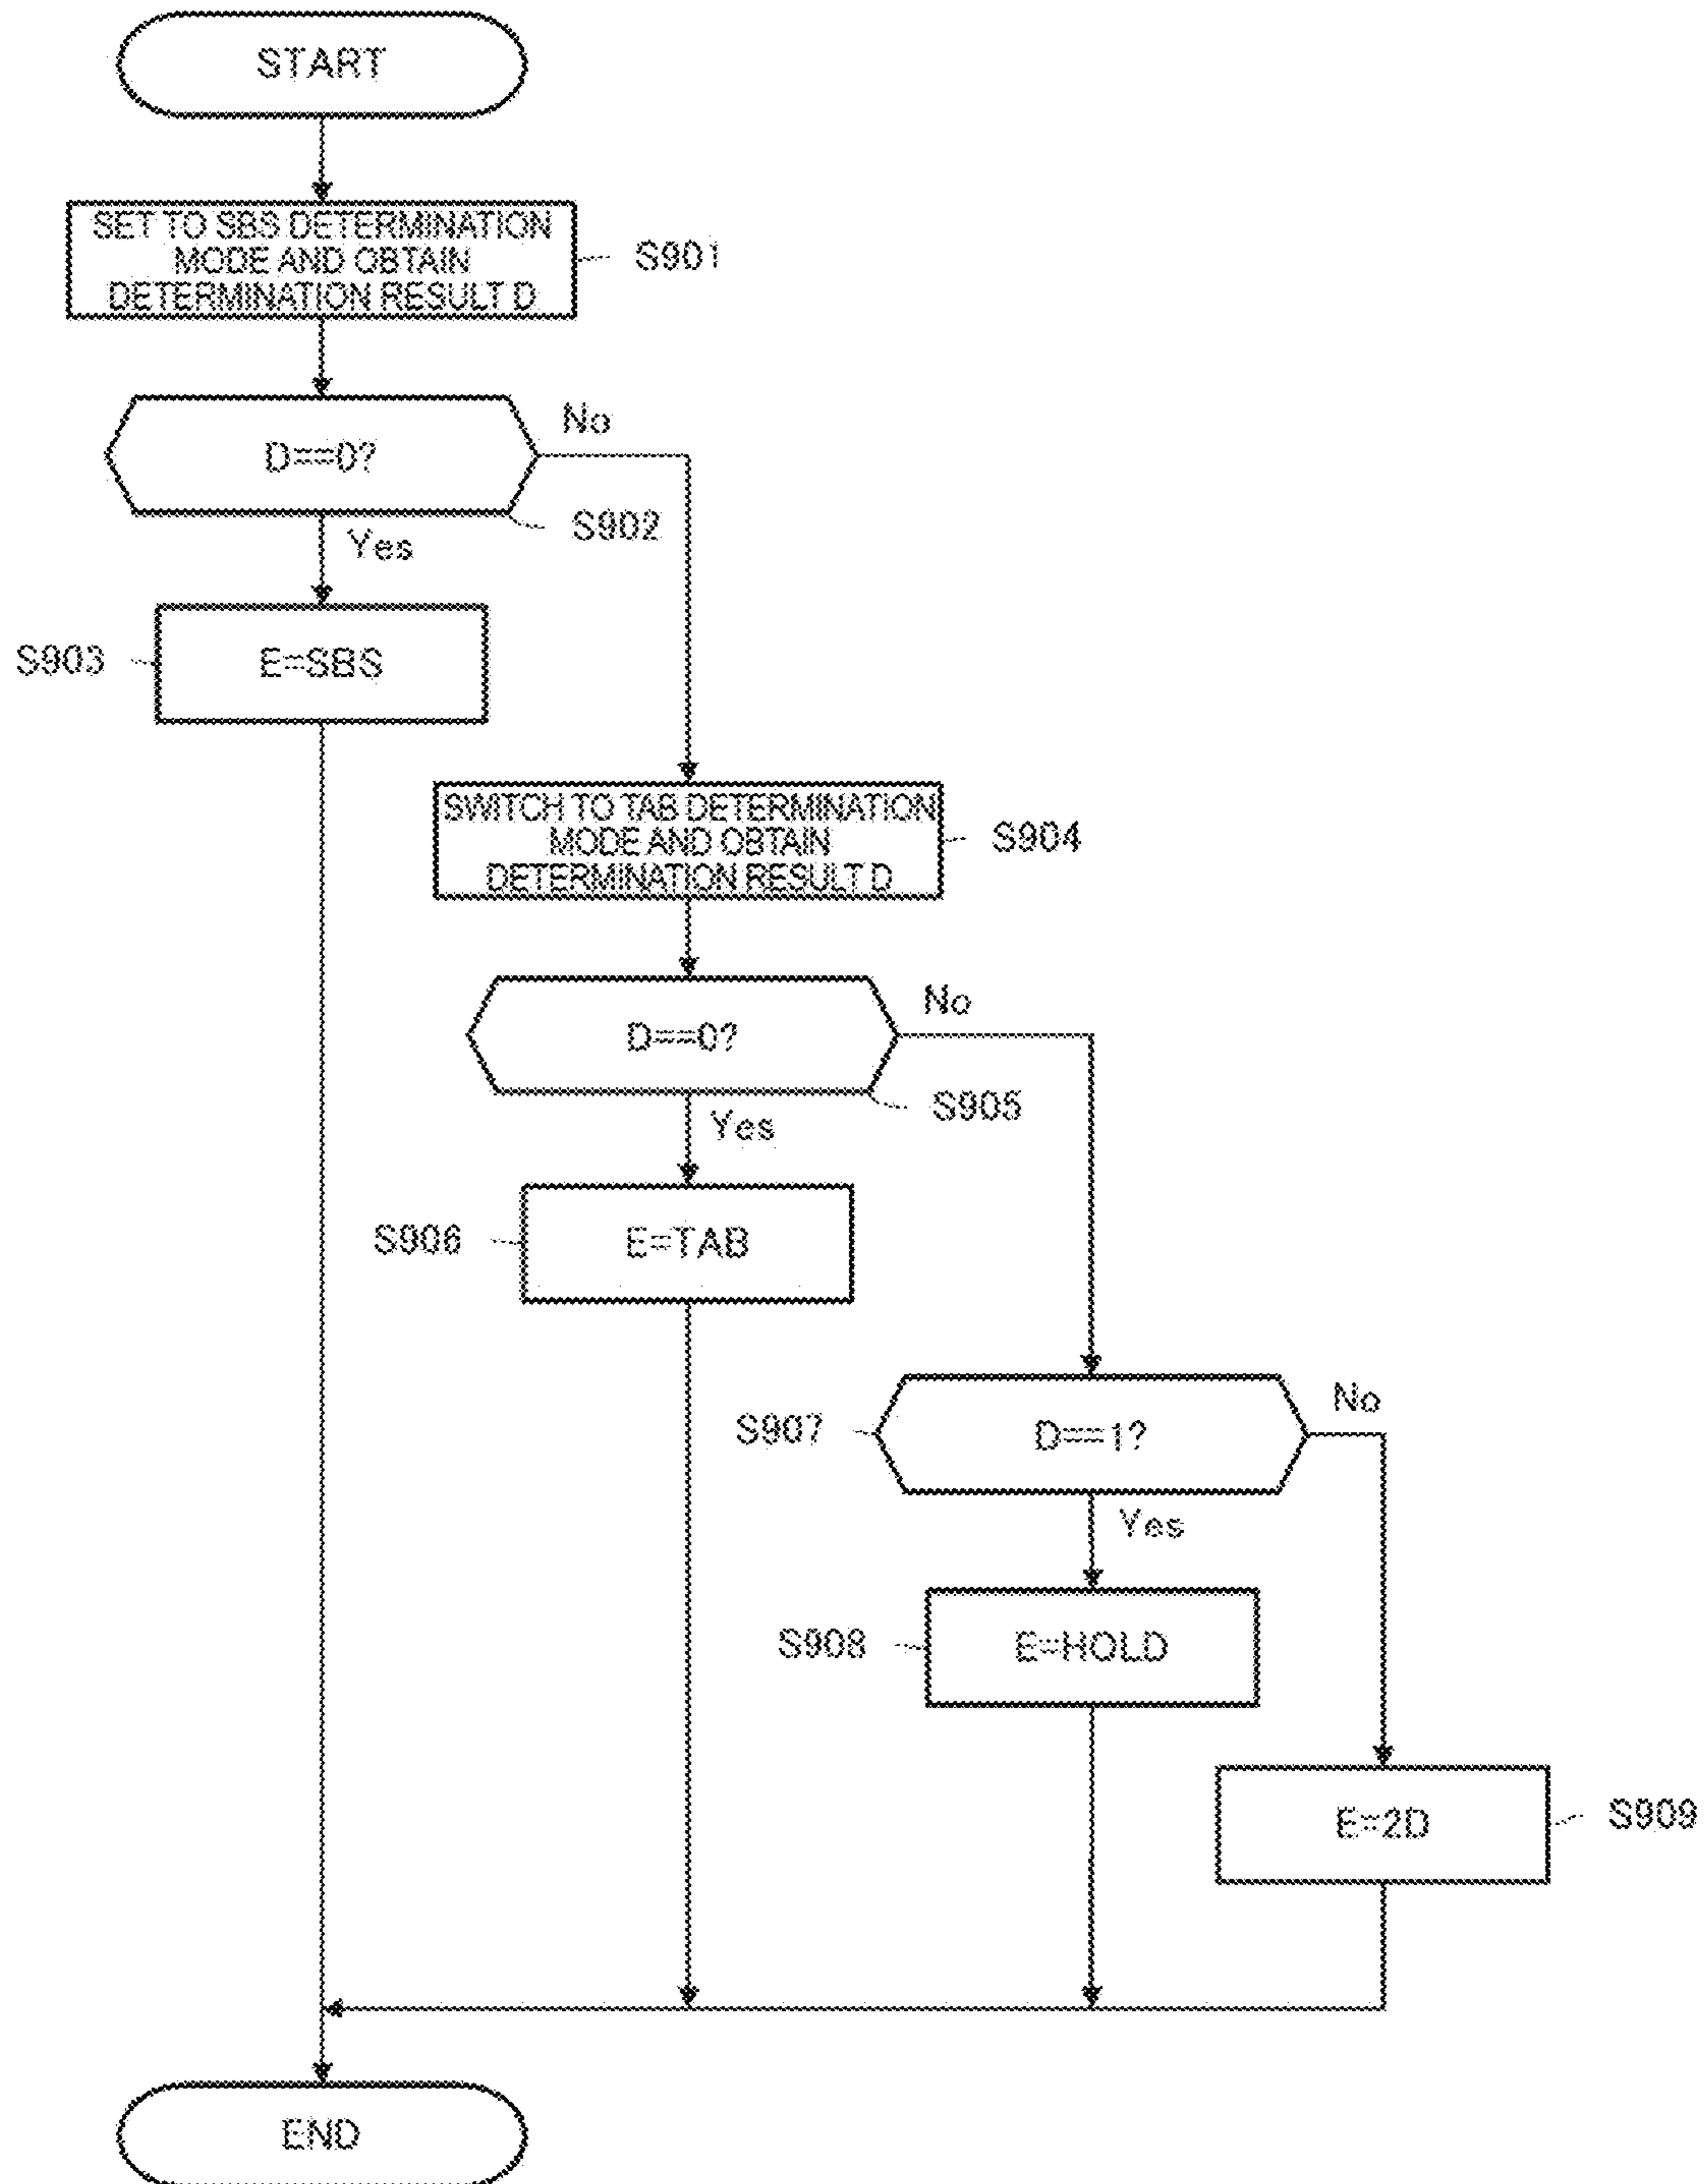 START
SET TO SBS DETERMINATION
MODE AND OBTAIN
DETERMINATION RESULT D
S901
D==0?
No
S902
Yes
S903
E=SBS
SWITCH TO TAB DETERMINATION
MODE AND OBTAIN
DETERMINATION RESULT D
S904
D==0?
No
S905
Yes
S906
E=TAB
S907
D==1?
No
Yes
S908
E=HOLD
E=2D
S909
END